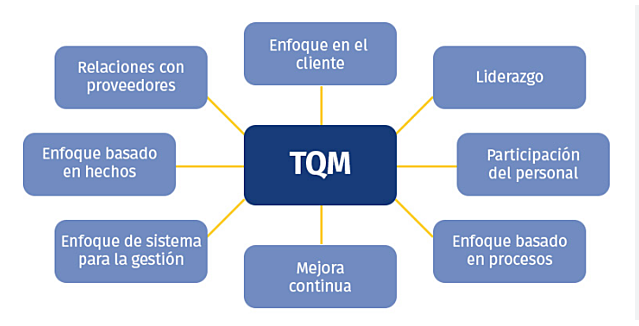 Enfoque en el
cliente
Relaciones con
proveedores
Liderazgo
Enfoque basado
en hechos
TQM
Participación
del personal
Enfoque de sistema
para la gestión
Mejora
continua
Enfoque basado
en procesos